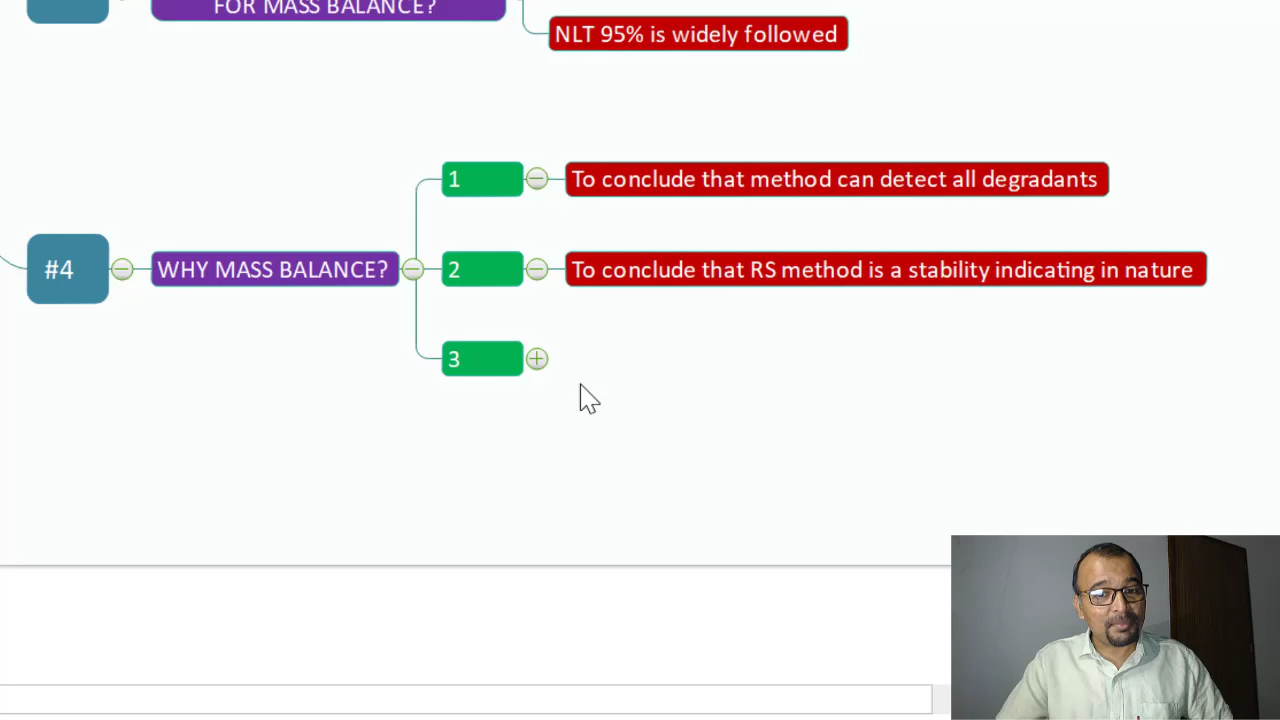 FOR MASS BALANCE?
NLT 95% is widely followed
1
To conclude that method can detect all degradants
#4
WHY MASS BALANCE?
2
To conclude that RS method is a stability indicating in nature
3